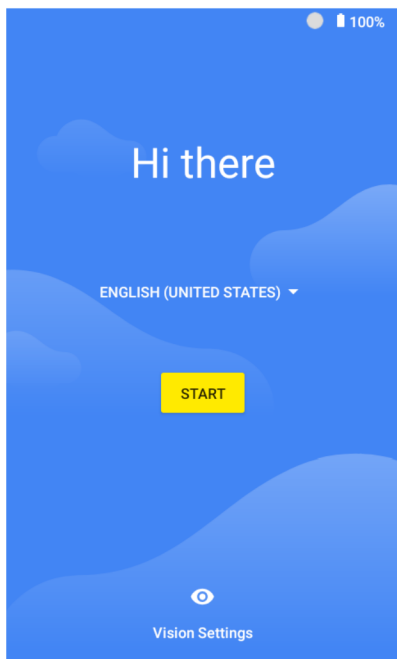 100%
Hi there
ENGLISH (UNITED STATES)
START
Vision Settings